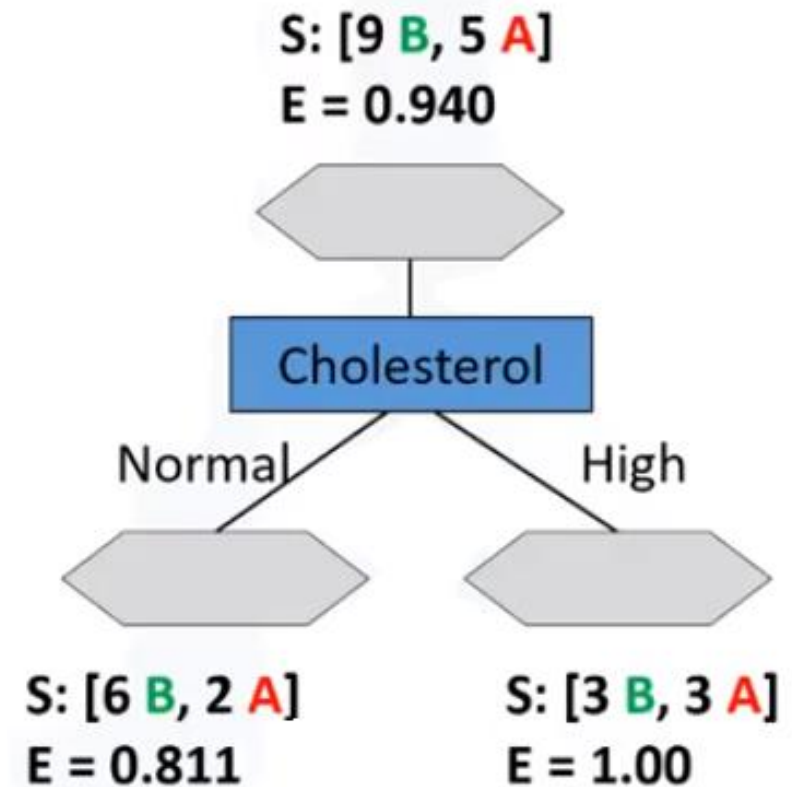 S: [9 B, 5 A]
E = 0.940
Cholesterol
Normal
High
S: [6 B, 2 A]
E = 0.811
S: [3 B, 3 A]
E = 1.00